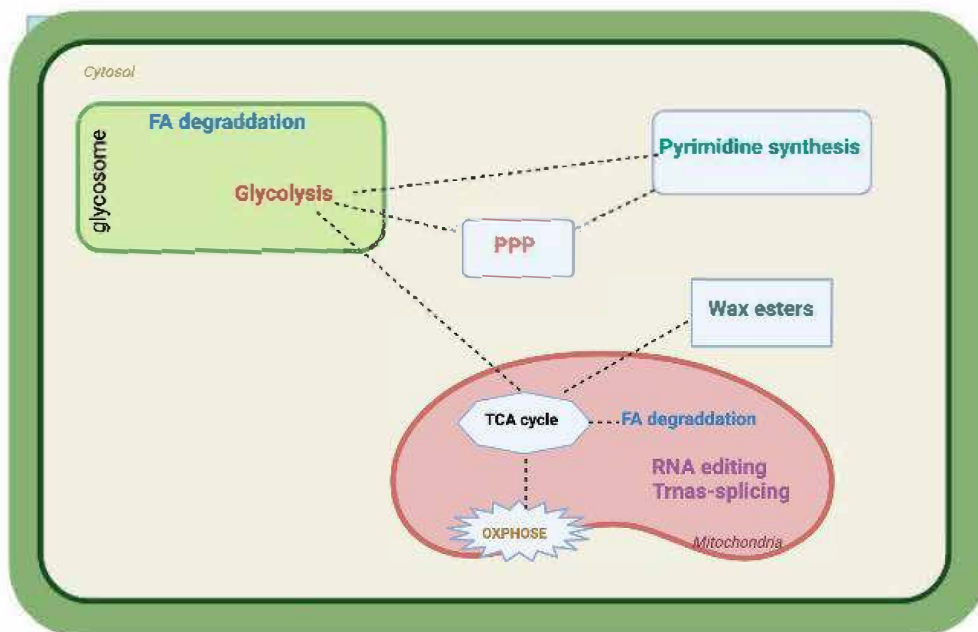 Cytosol
FA degraddation
glycosome
Glycolysis
Pyrimidine synthesis
PPP
Wax esters
TCA cycle
FA degraddation
RNA editing
Trnas-splicing
OXPHOSE
Mitochondria